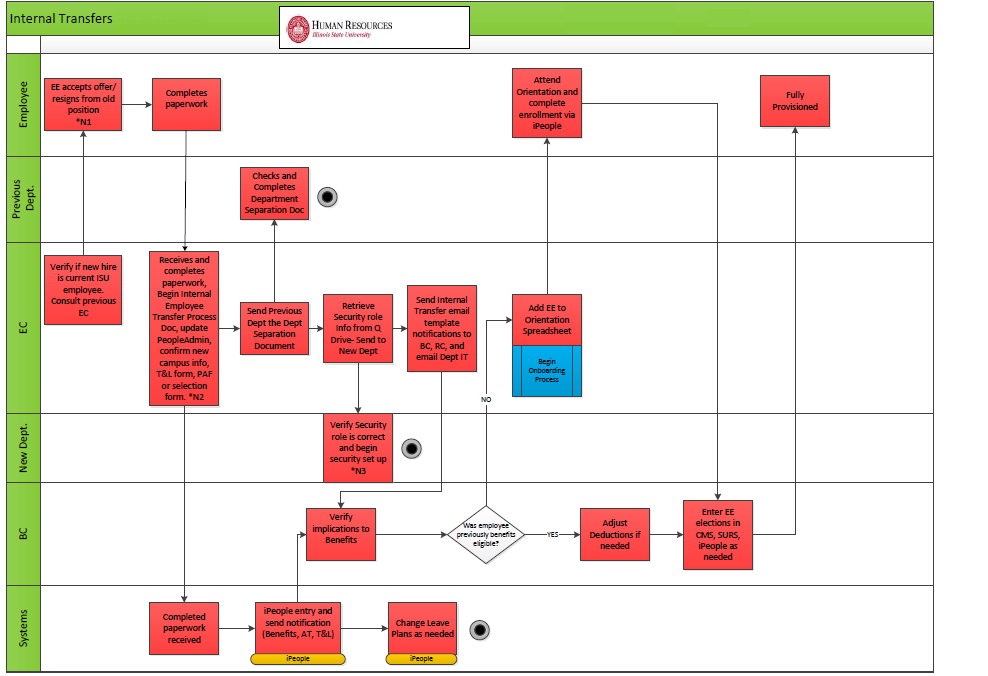 Internal Transfers
HUMAN RESOURCES
Illinois State University
Employee
EE accepts offer/
resigns from old
position
*N1
Completes
paperwork
Attend
Orientation and
complete
enrollment via
iPeople
Fully
Provisioned
Previous
Dept.
Checks and
Completes
Department
Separation Doc
EC
Verify if new hire
is current ISU
employee.
Consult previous
EC
Receives and
completes
paperwork,
Begin Internal
Employee
Transfer Process
Doc, update
PeopleAdmin,
confirm new
campus info,
T&L form, PAF
or selection
form. *N2
Send Previous
Dept the Dept
Separation
Document
Retrieve
Security role
Info from Q
Drive- Send to
New Dept
Send Internal
Transfer email
template
notifications to
BC, RC, and
email Dept IT
Add EE to
Orientation
Spreadsheet
Begin
Onboarding
Process
NO
New Dept.
Verify Security
role is correct
and begin
security set up
*N3
BC
Verify
implications to
Benefits
Was employee
previously benefits
eligible?
YES
Adjust
Deductions if
needed
Enter EE
elections in
CMS, SURS,
iPeople as
needed
Systems
Completed
paperwork
received
iPeople entry and
send notification
(Benefits, AT, T&L)
iPeople
Change Leave
Plans as needed
iPeople